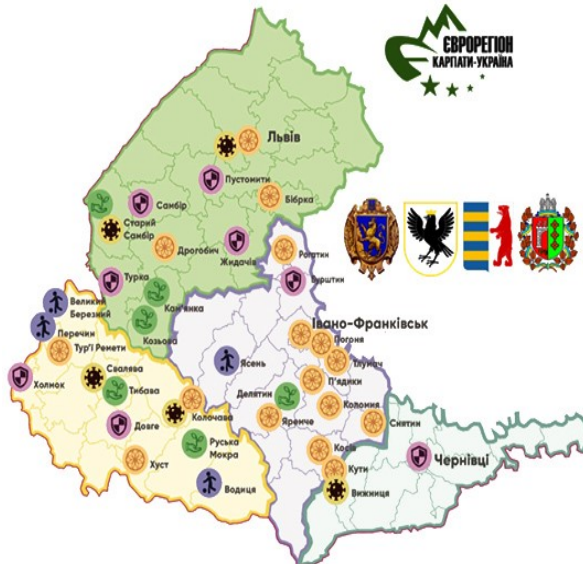 ЄВРОРЕГІОН
КАРПАТИ-УКРАЇНА
Львів
Пустомити
Бібрка
Самбір
Старий
Самбір
Дрогобич
Жидачів
Рогатин
Турка
Бурштин
Великий
Березний
Кам'янка
Перечин
Козьова
Івано-Франківськ
Погоня
Тур'ї Ремети
Ясень
Тлумач
Свалява
П'ядики
Холмок
Тибава
Делятин
Коломия
Колочава
Довге
Яремче
Снятин
Руська
Мокра
Косів
Чернівці
Хуст
Кути
Водиця
Вижниця